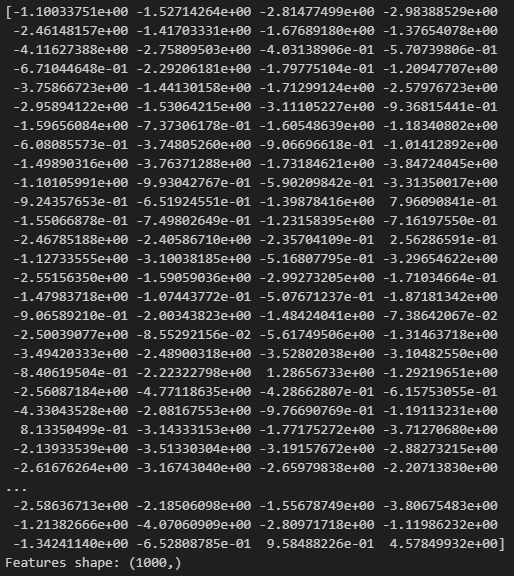 [-1.10033751e+00 -1.52714264e+00 -2.81477499e+00 -2.98388529e+00
-2.46148157e+00 -1.41703331e+00 -1.67689180e+00 -1.37654078e+00
-4.11627388e+00 -2.75809503e+00 -4.03138906e-01 -5.70739806e-01
-6.71044648e-01 -2.29206181e+00 -1.79775104e-01 -1.20947707e+00
-3.75866723e+00 -1.44130158e+00 -1.71299124e+00 -2.57976723e+00
-2.95894122e+00 -1.53064215e+00 -3.11105227e+00 -9.36815441e-01
-1.59656084e+00 -7.37306178e-01 -1.60548639e+00 -1.18340802e+00
-6.08085573e-01 -3.74805260e+00 -9.06696618e-01 -1.01412892e+00
-1.49890316e+00 -3.76371288e+00 -1.73184621e+00 -3.84724045e+00
-1.10105991e+00 -9.93042767e-01 -5.90209842e-01 -3.31350017e+00
-9.24357653e-01 -6.51924551e-01 -1.39878416e+00 7.96090841e-01
-1.55066878e-01 -7.49802649e-01 -1.23158395e+00 -7.16197550e-01
-2.46785188e+00 -2.40586710e+00 -2.35704109e-01 2.56286591e-01
-1.12733555e+00 -3.10038185e+00 -5.16807795e-01 -3.29654622e+00
-2.55156350e+00 -1.59059036e+00 -2.99273205e+00 -1.71034664e-01
-1.47983718e+00 -1.07443772e+00 -5.07671237e-01 -1.87181342e+00
-9.06589210e-01 -2.00343823e+00 -1.48424041e+00 -7.38642067e-02
-2.50039077e+00 -8.55292156e-02 -5.61749506e+00 -1.31463718e+00
-3.49420333e+00 -2.48900318e+00 -3.52802038e+00 -3.10482550e+00
-8.40619504e-01 -2.22322798e+00 1.28656733e+00 -1.29219651e+00
-2.56087184e+00 -4.77118635e+00 -4.28662807e-01 -6.15753055e-01
-4.33043528e+00 -2.08167553e+00 -9.76690769e-01 -1.19113231e+00
8.13350499e-01 -3.14333153e+00 -1.77175272e+00 -3.71270680e+00
-2.13933539e+00 -3.51330304e+00 -3.19157672e+00 -2.88273215e+00
-2.61676264e+00 -3.16743040e+00 -2.65979838e+00 -2.20713830e+00
...
-2.58636713e+00 -2.18506098e+00 -1.55678749e+00 -3.80675483e+00
-1.21382666e+00 -4.07060909e+00 -2.80971718e+00 -1.11986232e+00
-1.34241140e+00 -6.52808785e-01 9.58488226e-01 4.57849932e+00]
Features shape: (1000,)